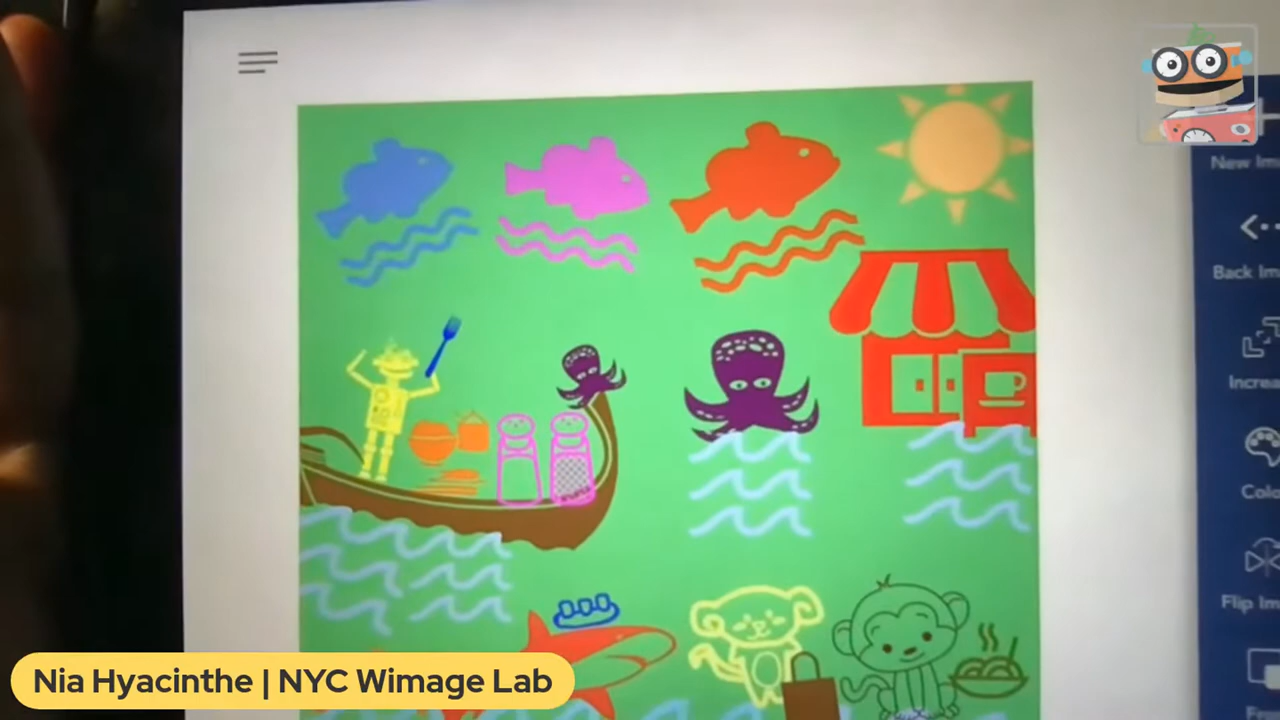 New Im
Back Im
Increa
Colo
Flip Im
Nia Hyacinthe | NYC Wimage Lab